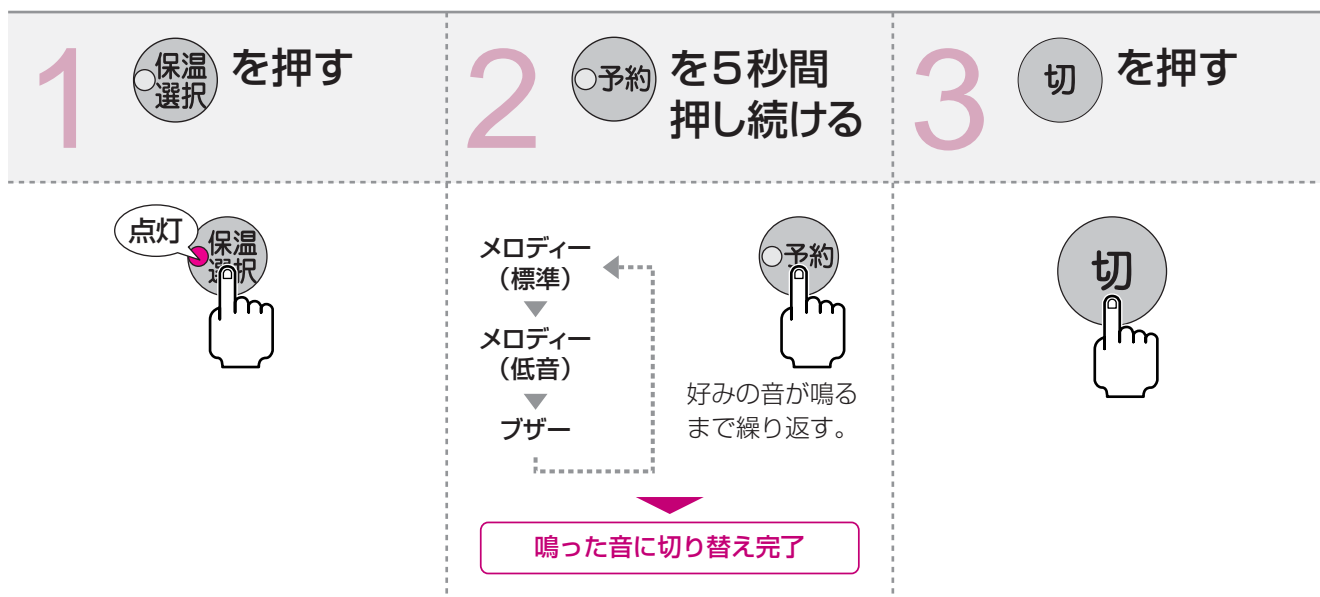 1 保温選択 を押す
2 予約 を5秒間
押し続ける
3 切 を押す
点灯
保温
選択
メロディー
（標準）
メロディー
（低音）
ブザー
予約
好みの音が鳴る
まで繰り返す。
鳴った音に切り替え完了
切